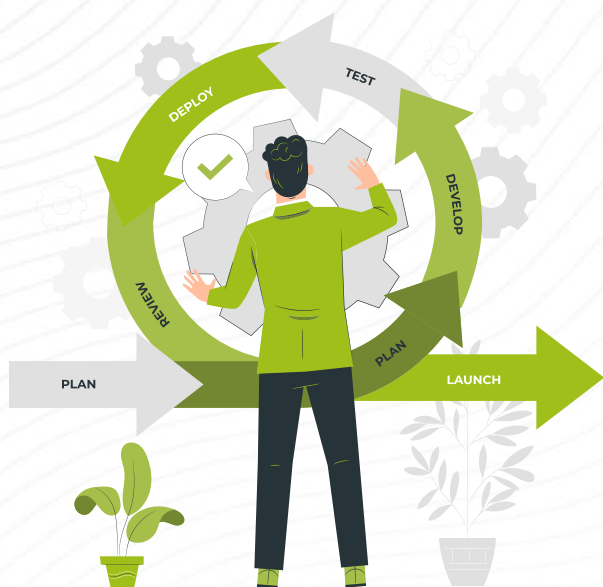 TEST
DEPLOY
DEVELOP
REVIEW
PLAN
PLAN
LAUNCH